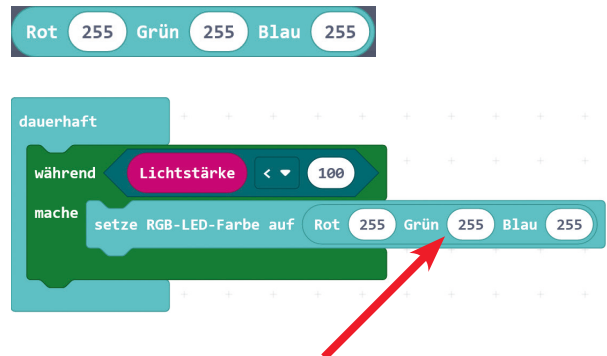 Rot 255 Grün 255 Blau 255
dauerhaft
während Lichtstärke < 100
mache setze RGB-LED-Farbe auf Rot 255 Grün 255 Blau 255